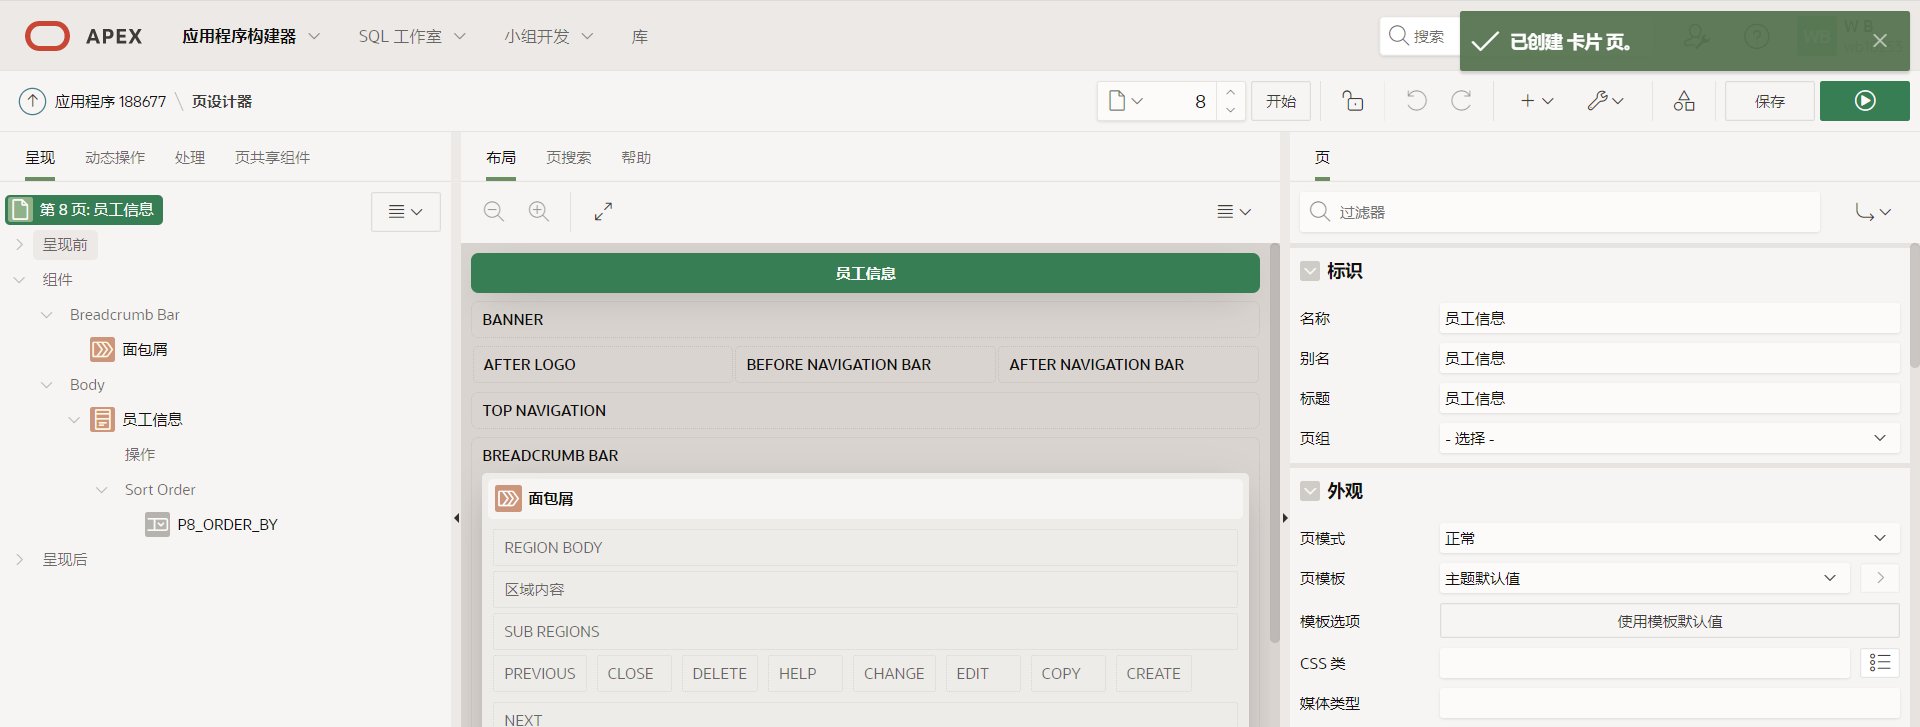 APEX
应用程序构建器
SQL 工作室
小组开发
库
搜索
已创建 卡片 页。
应用程序 188677 \ 页设计器
8
开始
保存
呈现
动态操作
处理
页共享组件
第 8 页: 员工信息
呈现前
组件
Breadcrumb Bar
面包屑
Body
员工信息
操作
Sort Order
P8_ORDER_BY
呈现后
布局
页搜索
帮助
员工信息
BANNER
AFTER LOGO
BEFORE NAVIGATION BAR
AFTER NAVIGATION BAR
TOP NAVIGATION
BREADCRUMB BAR
面包屑
REGION BODY
区域内容
SUB REGIONS
PREVIOUS
CLOSE
DELETE
HELP
CHANGE
EDIT
COPY
CREATE
NEXT
页
过滤器
标识
名称
员工信息
别名
员工信息
标题
员工信息
页组
- 选择 -
外观
页模式
正常
页模板
主题默认值
模板选项
使用模板默认值
CSS 类
媒体类型